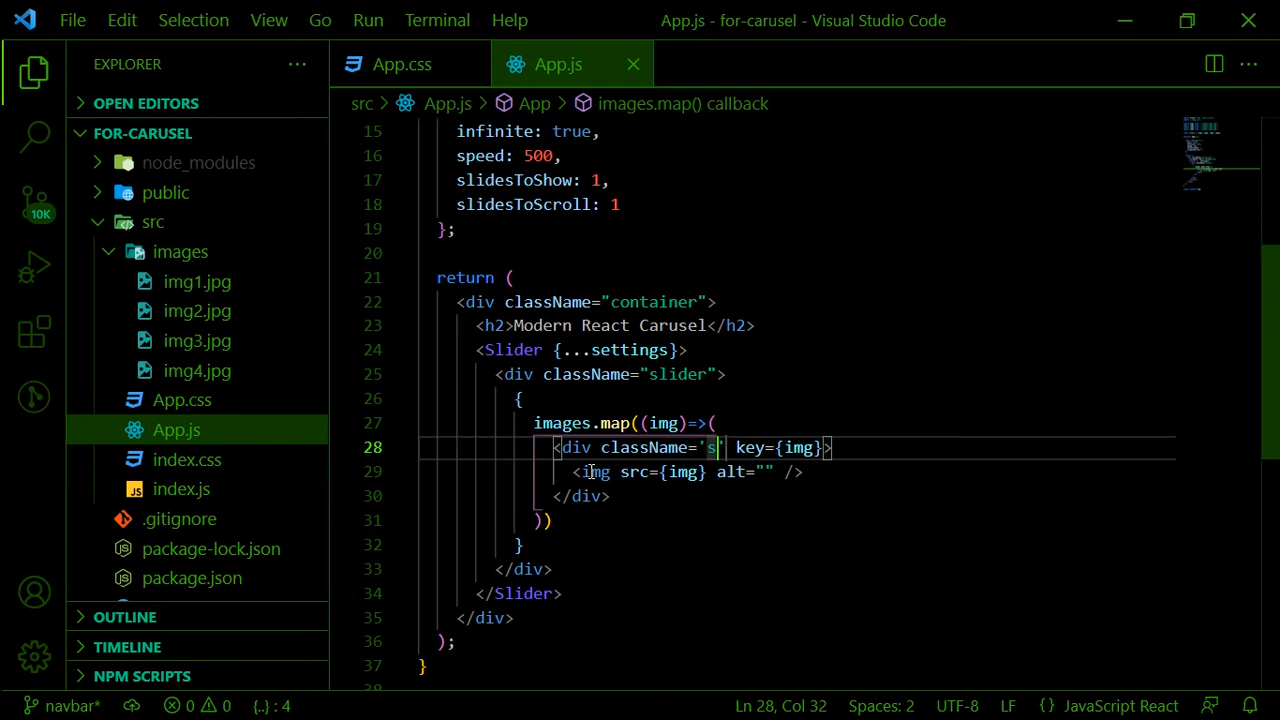 File Edit Selection View Go Run Terminal Help App.js - for-carusel - Visual Studio Code
EXPLORER
OPEN EDITORS
FOR-CARUSEL
node_modules
public
src
images
img1.jpg
img2.jpg
img3.jpg
img4.jpg
App.css
App.js
index.css
index.js
.gitignore
package-lock.json
package.json
OUTLINE
TIMELINE
NPM SCRIPTS
10K
App.css App.js
src App.js App images.map() callback
15 infinite: true,
16 speed: 500,
17 slidesToShow: 1,
18 slidesToScroll: 1
19 };
20
21 return (
22 <div className="container">
23 <h2>Modern React Carusel</h2>
24 <Slider {...settings}>
25 <div className="slider">
26 {
27 images.map((img)=>(
28 <div className='s' key={img}>
29 <img src={img} alt="" />
30 </div>
31 ))
32 }
33 </div>
34 </Slider>
35 </div>
36 );
37 }
navbar* 0 0 {..} : 4 Ln 28, Col 32 Spaces: 2 UTF-8 LF {} JavaScript React